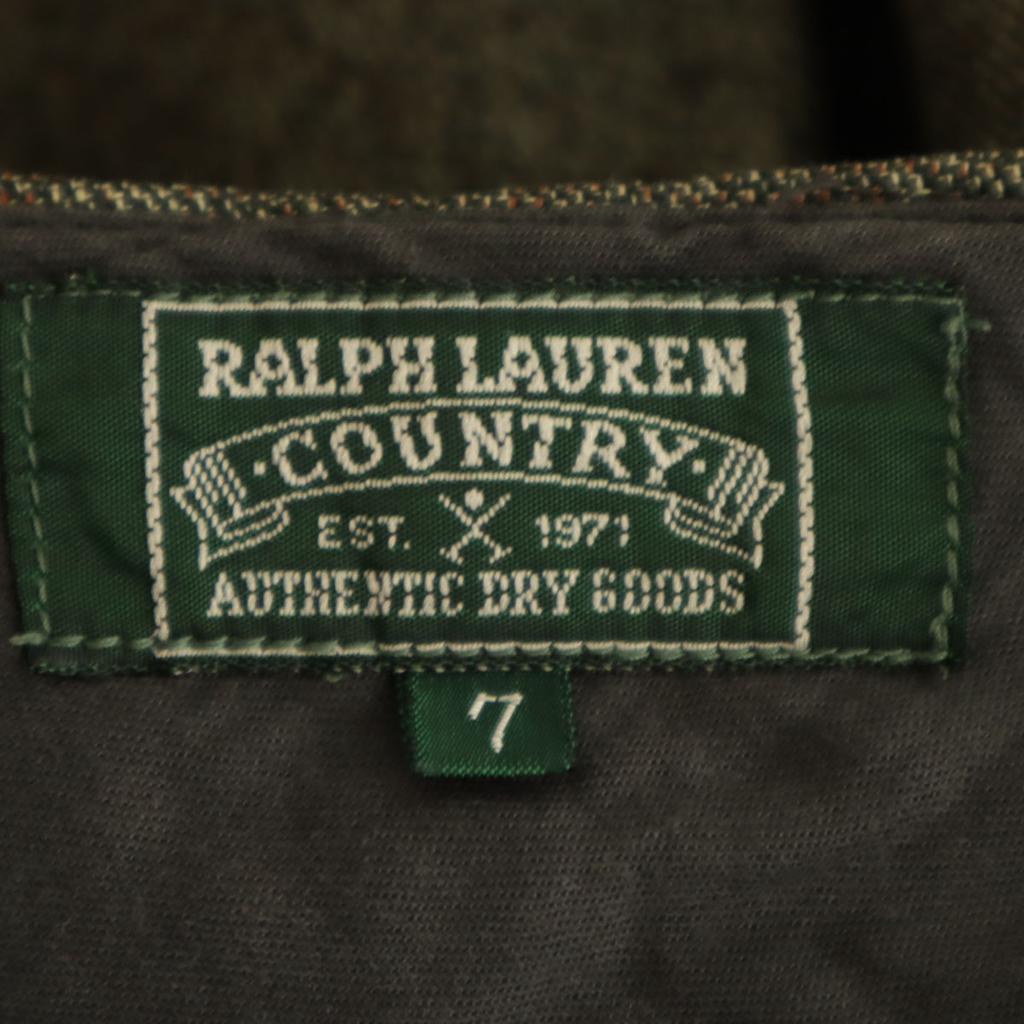 RALPH LAUREN
·COUNTRY·
EST. 1971
AUTHENTIC DRY GOODS
7